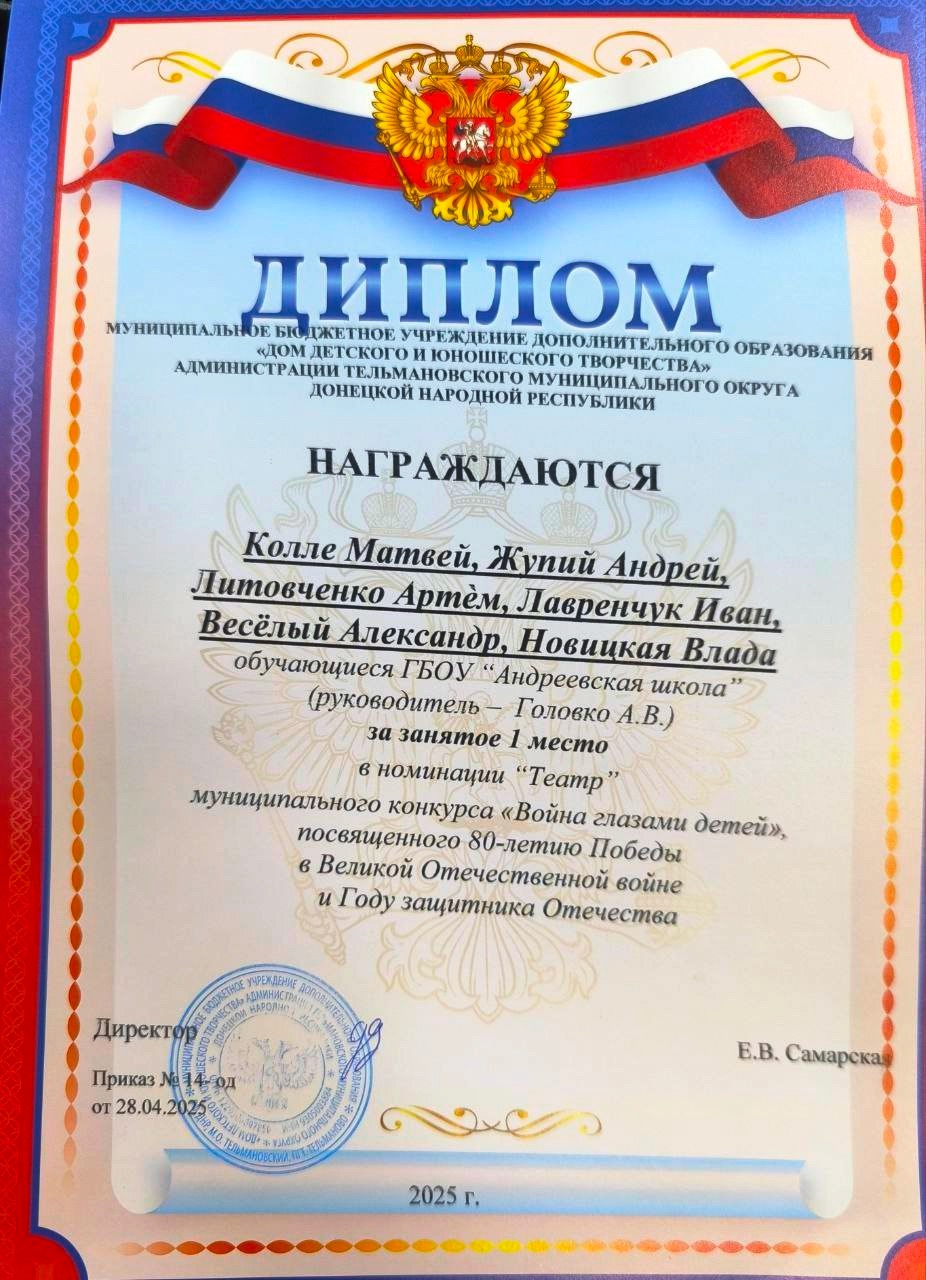 ДИПЛОМ
МУНИЦИПАЛЬНОЕ БЮДЖЕТНОЕ УЧРЕЖДЕНИЕ ДОПОЛНИТЕЛЬНОГО ОБРАЗОВАНИЯ
«ДОМ ДЕТСКОГО И ЮНОШЕСКОГО ТВОРЧЕСТВА»
АДМИНИСТРАЦИИ ТЕЛЬМАНОВСКОГО МУНИЦИПАЛЬНОГО ОКРУГА
ДОНЕЦКОЙ НАРОДНОЙ РЕСПУБЛИКИ
НАГРАЖДАЮТСЯ
Колле Матвей, Жупий Андрей,
Литовченко Артѐм, Лавренчук Иван,
Весёлый Александр, Новицкая Влада
обучающиеся ГБОУ “Андреевская школа”
(руководитель – Головко А.В.)
за занятое 1 место
в номинации “Театр”
муниципального конкурса «Война глазами детей»,
посвященного 80-летию Победы
в Великой Отечественной войне
и Году защитника Отечества
Директор
Е.В. Самарская
Приказ № 14- од
от 28.04.2025
2025 г.